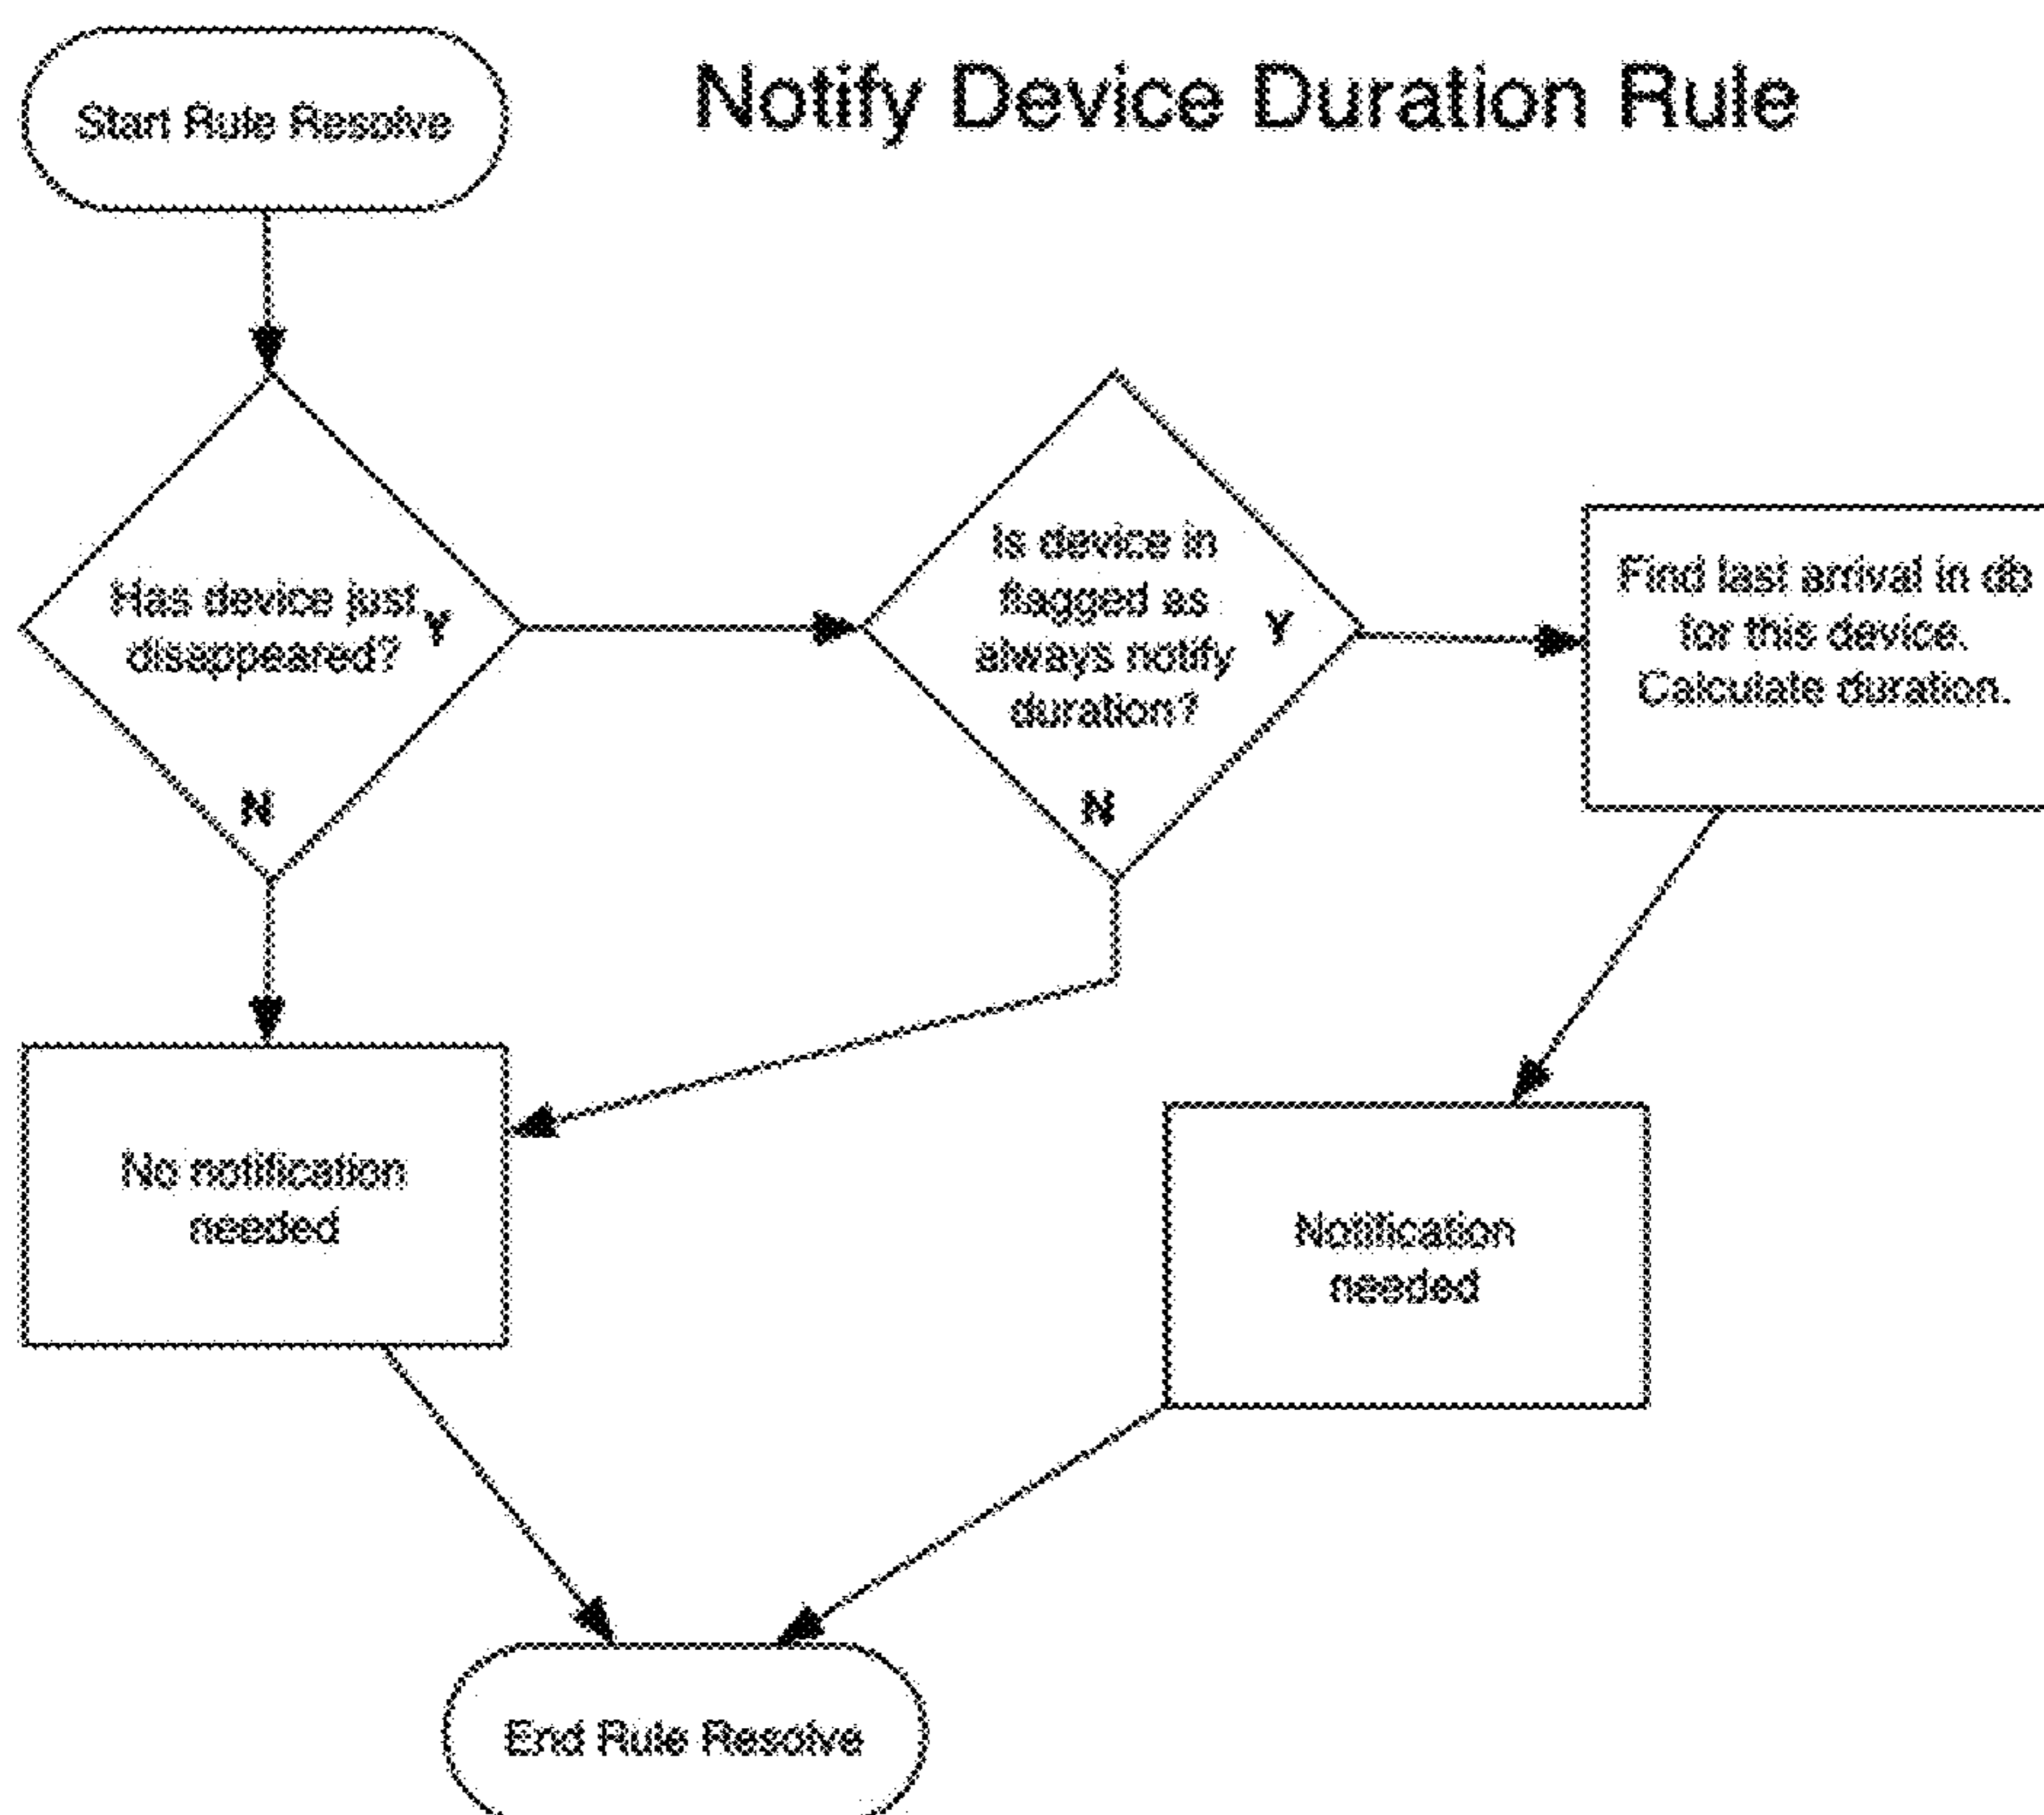 Notify Device Duration Rule
Start Rule Resolve
Has device just
disappeared?
Y
N
Is device in
flagged as
always notify
duration?
Y
N
Find last arrival in db
for this device.
Calculate duration.
No notification
needed
Notification
needed
End Rule Resolve